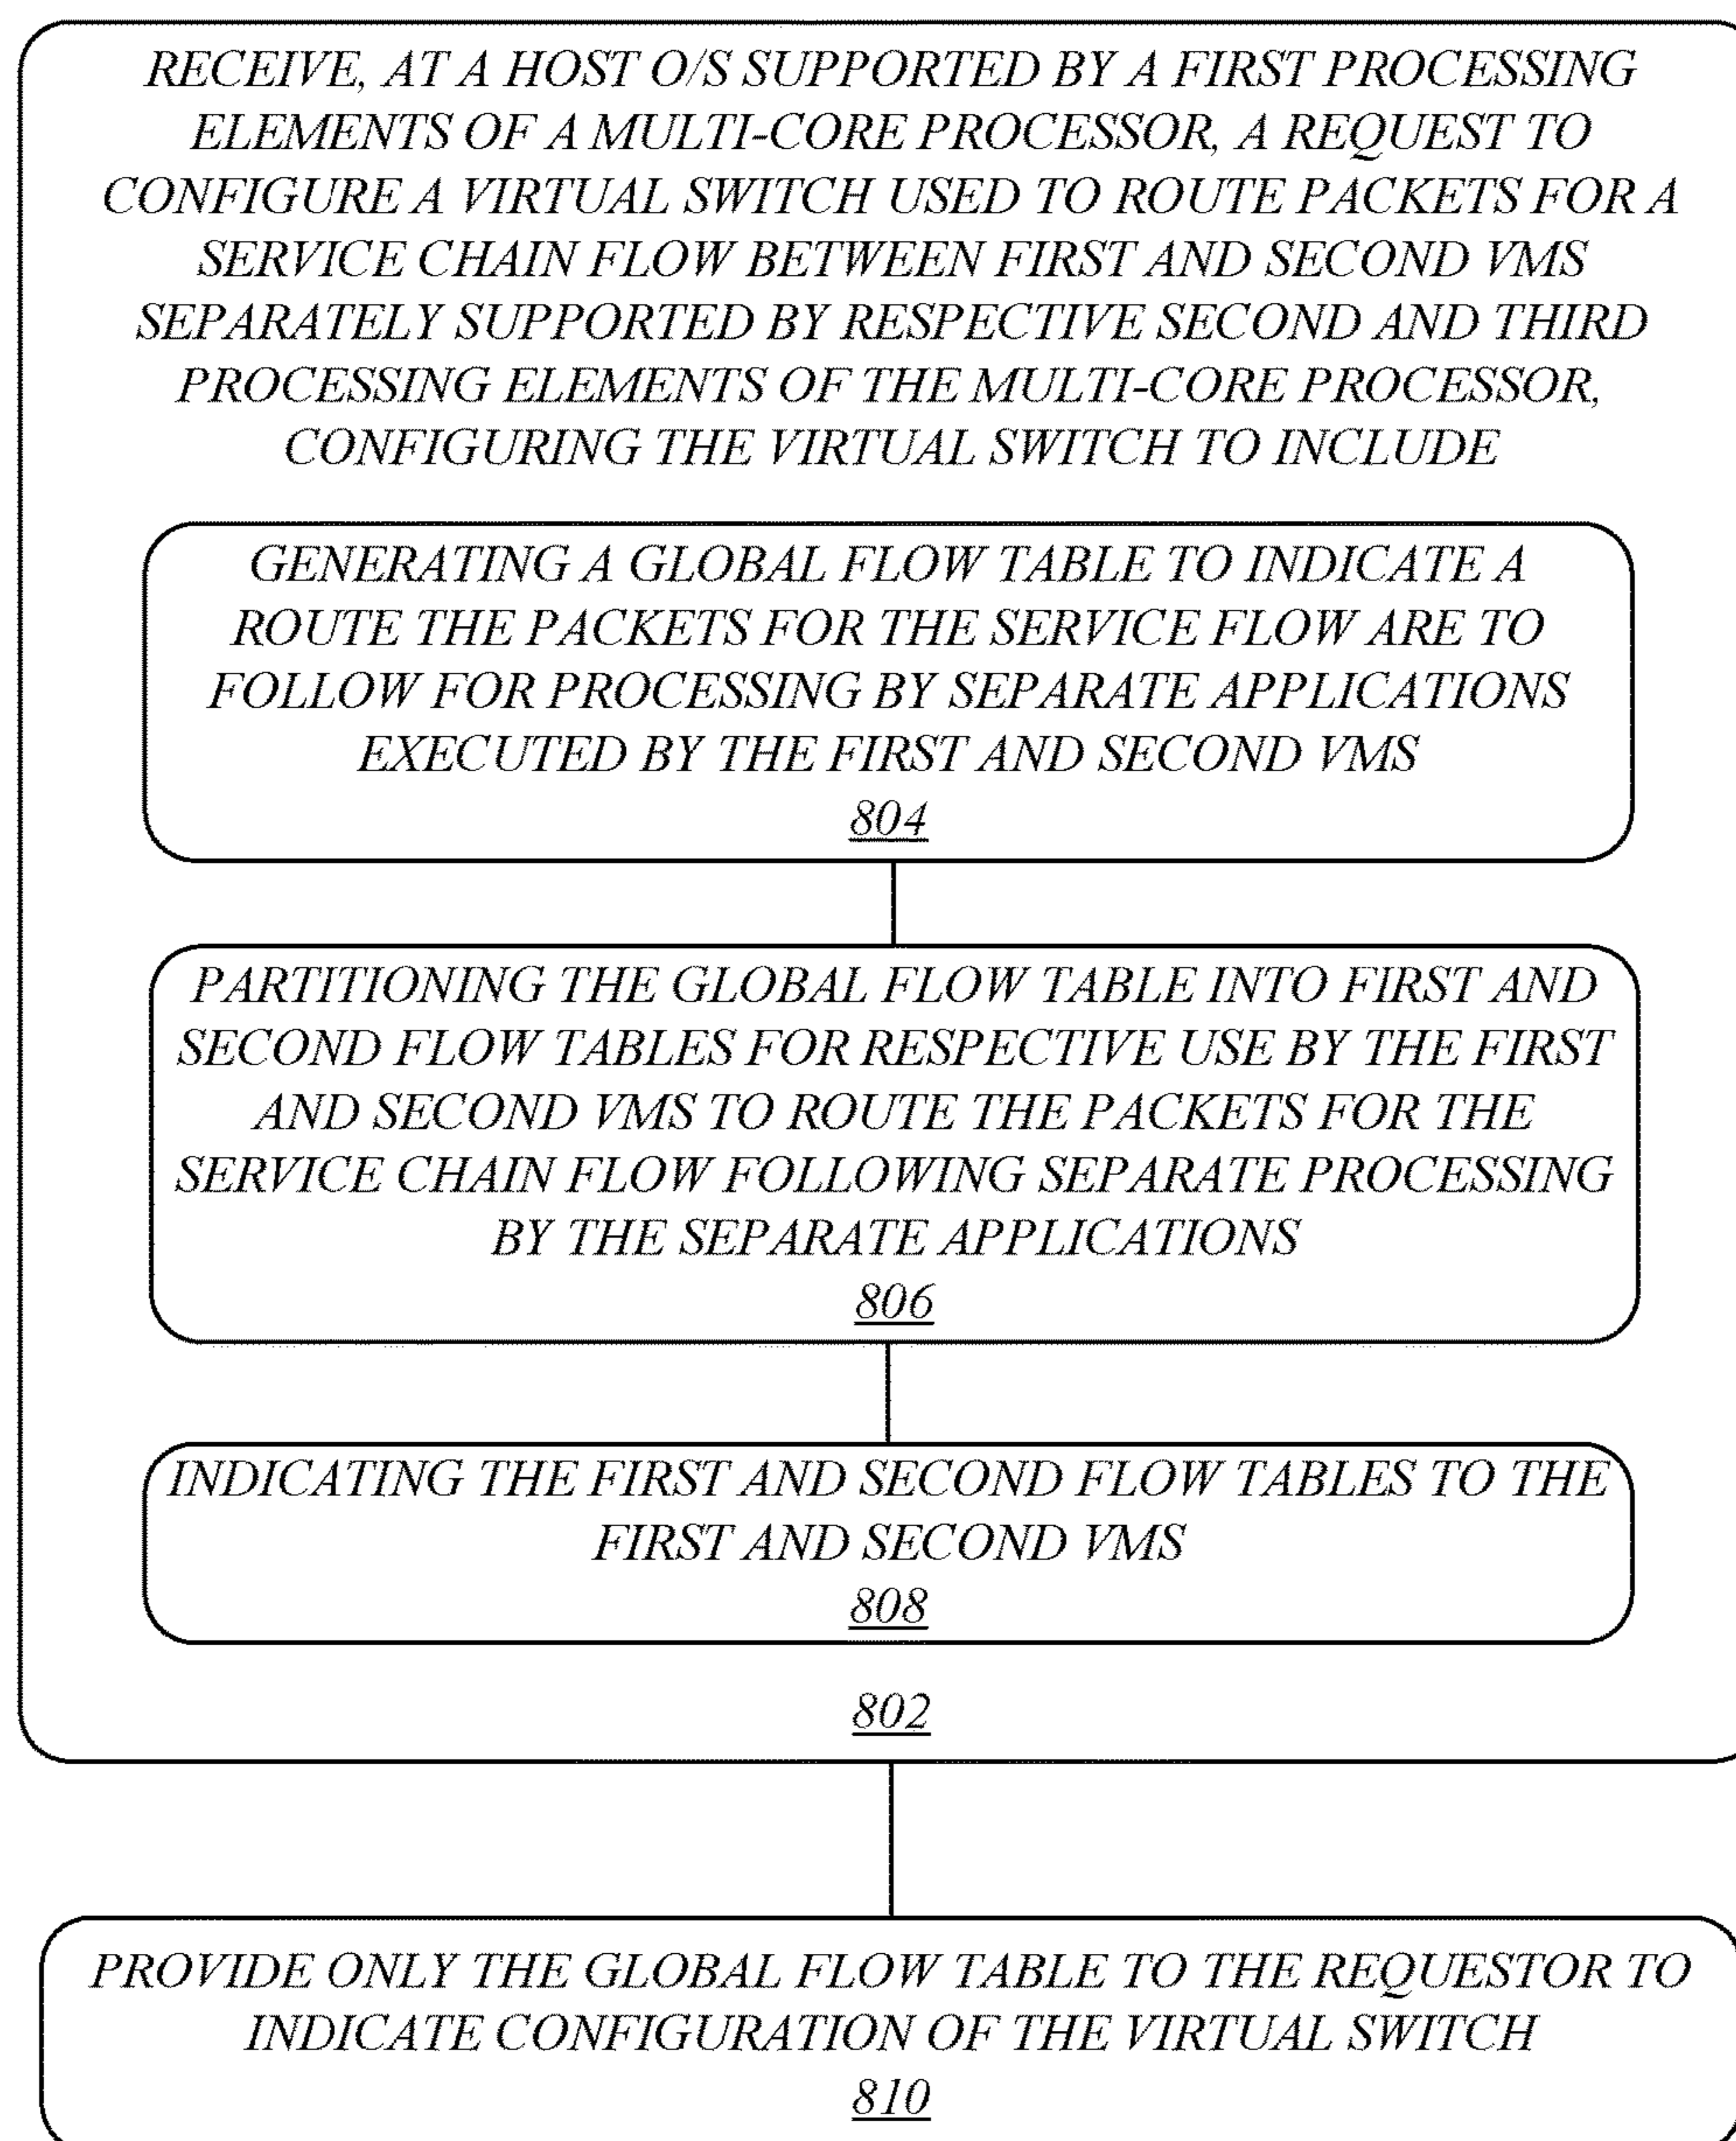 RECEIVE, AT A HOST O/S SUPPORTED BY A FIRST PROCESSING
ELEMENTS OF A MULTI-CORE PROCESSOR, A REQUEST TO
CONFIGURE A VIRTUAL SWITCH USED TO ROUTE PACKETS FOR A
SERVICE CHAIN FLOW BETWEEN FIRST AND SECOND VMS
SEPARATELY SUPPORTED BY RESPECTIVE SECOND AND THIRD
PROCESSING ELEMENTS OF THE MULTI-CORE PROCESSOR,
CONFIGURING THE VIRTUAL SWITCH TO INCLUDE
GENERATING A GLOBAL FLOW TABLE TO INDICATE A
ROUTE THE PACKETS FOR THE SERVICE FLOW ARE TO
FOLLOW FOR PROCESSING BY SEPARATE APPLICATIONS
EXECUTED BY THE FIRST AND SECOND VMS
804
PARTITIONING THE GLOBAL FLOW TABLE INTO FIRST AND
SECOND FLOW TABLES FOR RESPECTIVE USE BY THE FIRST
AND SECOND VMS TO ROUTE THE PACKETS FOR THE
SERVICE CHAIN FLOW FOLLOWING SEPARATE PROCESSING
BY THE SEPARATE APPLICATIONS
806
INDICATING THE FIRST AND SECOND FLOW TABLES TO THE
FIRST AND SECOND VMS
808
802
PROVIDE ONLY THE GLOBAL FLOW TABLE TO THE REQUESTOR TO
INDICATE CONFIGURATION OF THE VIRTUAL SWITCH
810